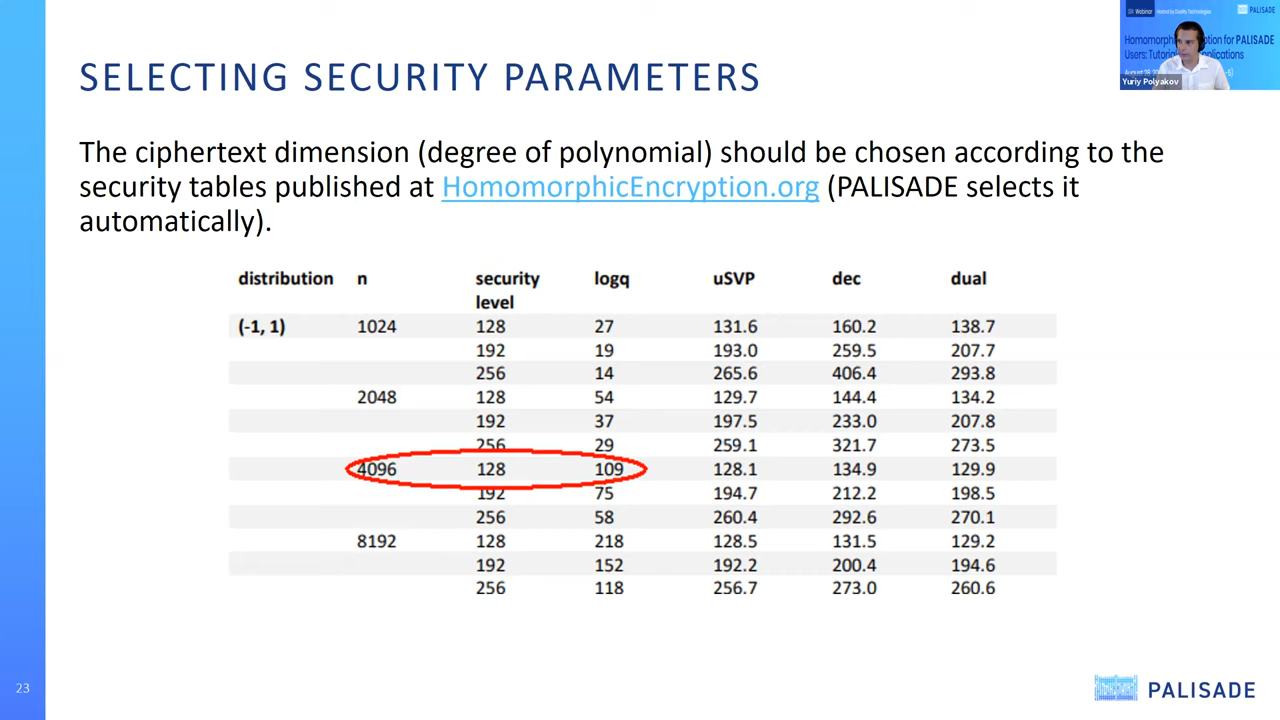 SELECTING SECURITY PARAMETERS
Webinar Hosted by Duality Technologies PALISADE
Yuriy Polyakov
The ciphertext dimension (degree of polynomial) should be chosen according to the
security tables published at HomomorphicEncryption.org (PALISADE selects it
automatically).
distribution n security level logq uSVP dec dual
(-1, 1) 1024 128 27 131.6 160.2 138.7
192 19 193.0 259.5 207.7
256 14 265.6 406.4 293.8
2048 128 54 129.7 144.4 134.2
192 37 197.5 233.0 207.8
256 29 259.1 321.7 273.5
4096 128 109 128.1 134.9 129.9
192 75 194.7 212.2 198.5
256 58 260.4 292.6 270.1
8192 128 218 128.5 131.5 129.2
192 152 192.2 200.4 194.6
256 118 256.7 273.0 260.6
23
PALISADE